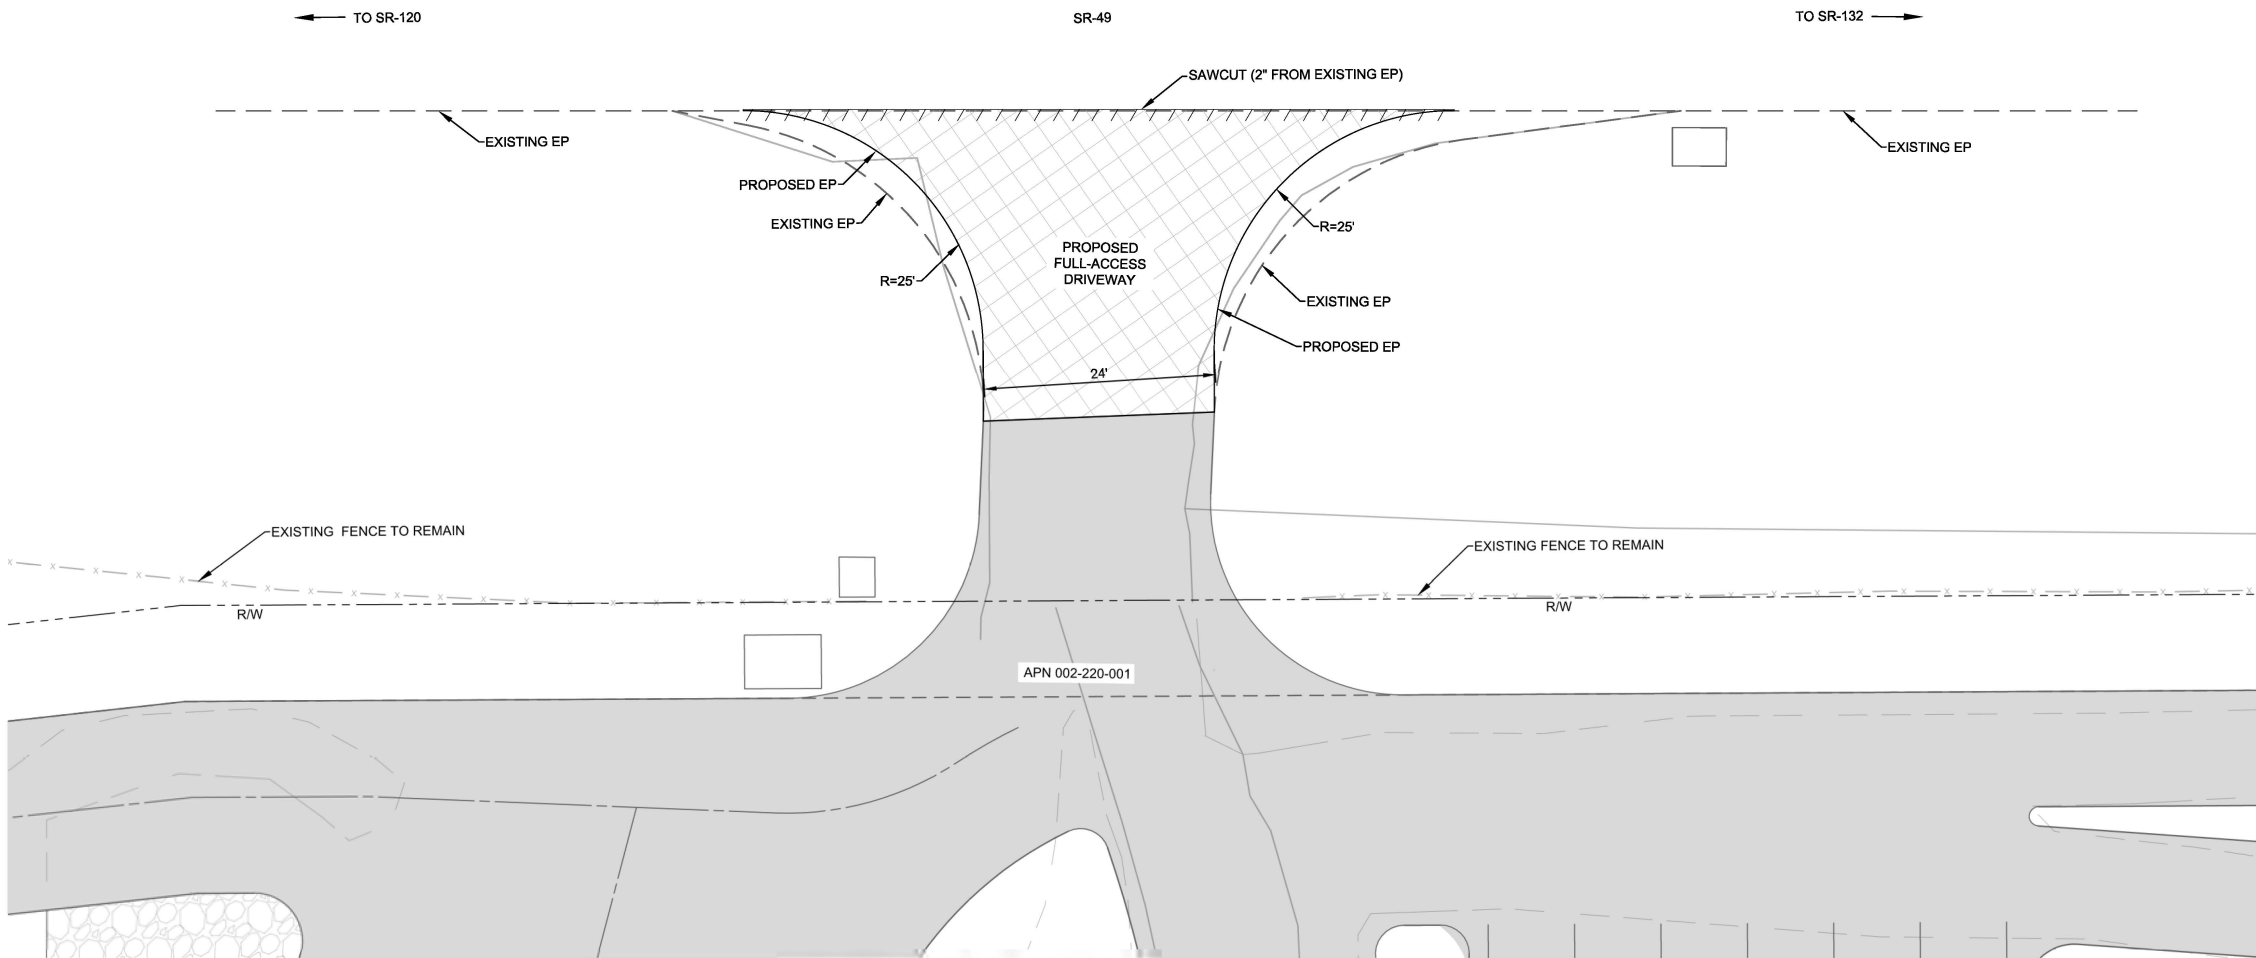 TO SR-120
SR-49
TO SR-132
SAWCUT (2" FROM EXISTING EP)
EXISTING EP
EXISTING EP
PROPOSED EP
EXISTING EP
R=25'
R=25'
PROPOSED
FULL-ACCESS
DRIVEWAY
EXISTING EP
PROPOSED EP
24'
EXISTING FENCE TO REMAIN
EXISTING FENCE TO REMAIN
R/W
R/W
APN 002-220-001